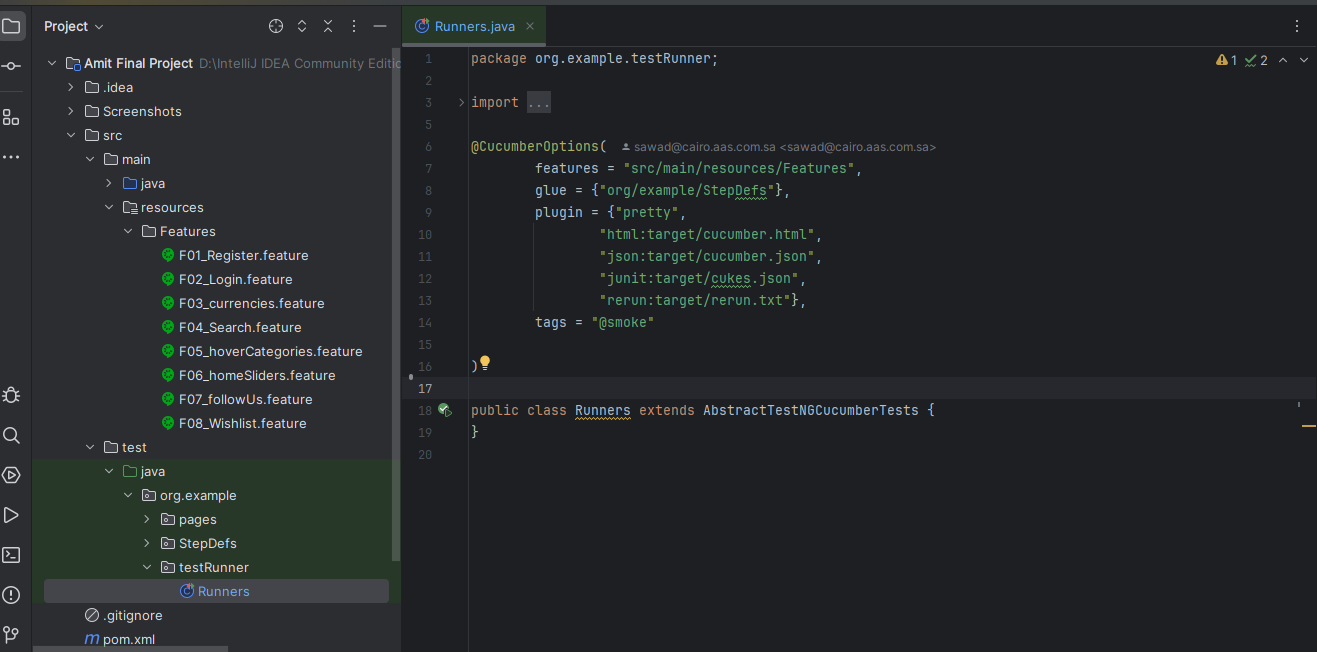 Project
Amit Final Project D:\IntelliJ IDEA Community Editic
.idea
Screenshots
src
main
java
resources
Features
F01_Register.feature
F02_Login.feature
F03_currencies.feature
F04_Search.feature
F05_hoverCategories.feature
F06_homeSliders.feature
F07_followUs.feature
F08_Wishlist.feature
test
java
org.example
pages
StepDefs
testRunner
Runners
.gitignore
pom.xml
Runners.java
1 package org.example.testRunner;
1 2
2
3 import ...
5
6 @CucumberOptions( sawad@cairo.aas.com.sa <sawad@cairo.aas.com.sa>
7 features = "src/main/resources/Features",
8 glue = {"org/example/StepDefs"},
9 plugin = {"pretty",
10 "html:target/cucumber.html",
11 "json:target/cucumber.json",
12 "junit:target/cukes.json",
13 "rerun:target/rerun.txt"},
14 tags = "@smoke"
15
16 )
17
18 public class Runners extends AbstractTestNGCucumberTests {
19 }
20